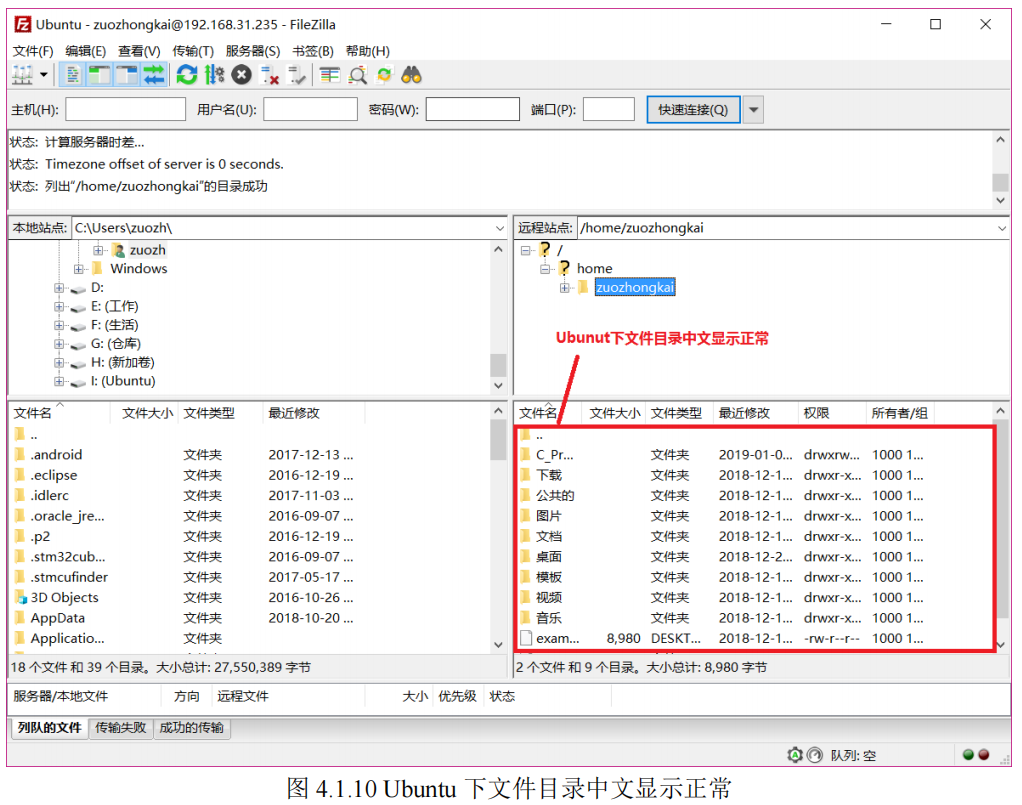 Ubuntu - zuozhongkai@192.168.31.235 - FileZilla
文件(F) 编辑(E) 查看(V) 传输(T) 服务器(S) 书签(B) 帮助(H)
主机(H): 用户名(U): 密码(W): 端口(P): 快速连接(Q)
状态: 计算服务器时差...
状态: Timezone offset of server is 0 seconds.
状态: 列出"/home/zuozhongkai"的目录成功
本地站点: C:\Users\zuozh\
zuozh
Windows
D:
E: (工作)
F: (生活)
G: (仓库)
H: (新加卷)
I: (Ubuntu)
远程站点: /home/zuozhongkai
/
home
zuozhongkai
Ubunut下文件目录中文显示正常
文件名 文件大小 文件类型 最近修改
..
.android 文件夹 2017-12-13 ...
.eclipse 文件夹 2016-12-19 ...
.idlerc 文件夹 2017-11-03 ...
.oracle_jre... 文件夹 2016-09-07 ...
.p2 文件夹 2016-12-19 ...
.stm32cub... 文件夹 2016-09-07 ...
.stmcufinder 文件夹 2017-05-17 ...
3D Objects 文件夹 2016-10-26 ...
AppData 文件夹 2018-10-20 ...
Applicatio... 文件夹
18 个文件 和 39 个目录。大小总计: 27,550,389 字节
文件名 文件大小 文件类型 最近修改 权限 所有者/组
..
C_Pr... 文件夹 2019-01-0... drwxrw... 1000 1...
下载 文件夹 2018-12-1... drwxr-x... 1000 1...
公共的 文件夹 2018-12-1... drwxr-x... 1000 1...
图片 文件夹 2018-12-1... drwxr-x... 1000 1...
文档 文件夹 2018-12-1... drwxr-x... 1000 1...
桌面 文件夹 2018-12-2... drwxr-x... 1000 1...
模板 文件夹 2018-12-1... drwxr-x... 1000 1...
视频 文件夹 2018-12-1... drwxr-x... 1000 1...
音乐 文件夹 2018-12-1... drwxr-x... 1000 1...
exam... 8,980 DESKT... 2018-12-1... -rw-r--r-- 1000 1...
2 个文件 和 9 个目录。大小总计: 8,980 字节
服务器/本地文件 方向 远程文件 大小 优先级 状态
列队的文件 传输失败 成功的传输
队列: 空
图 4.1.10 Ubuntu 下文件目录中文显示正常